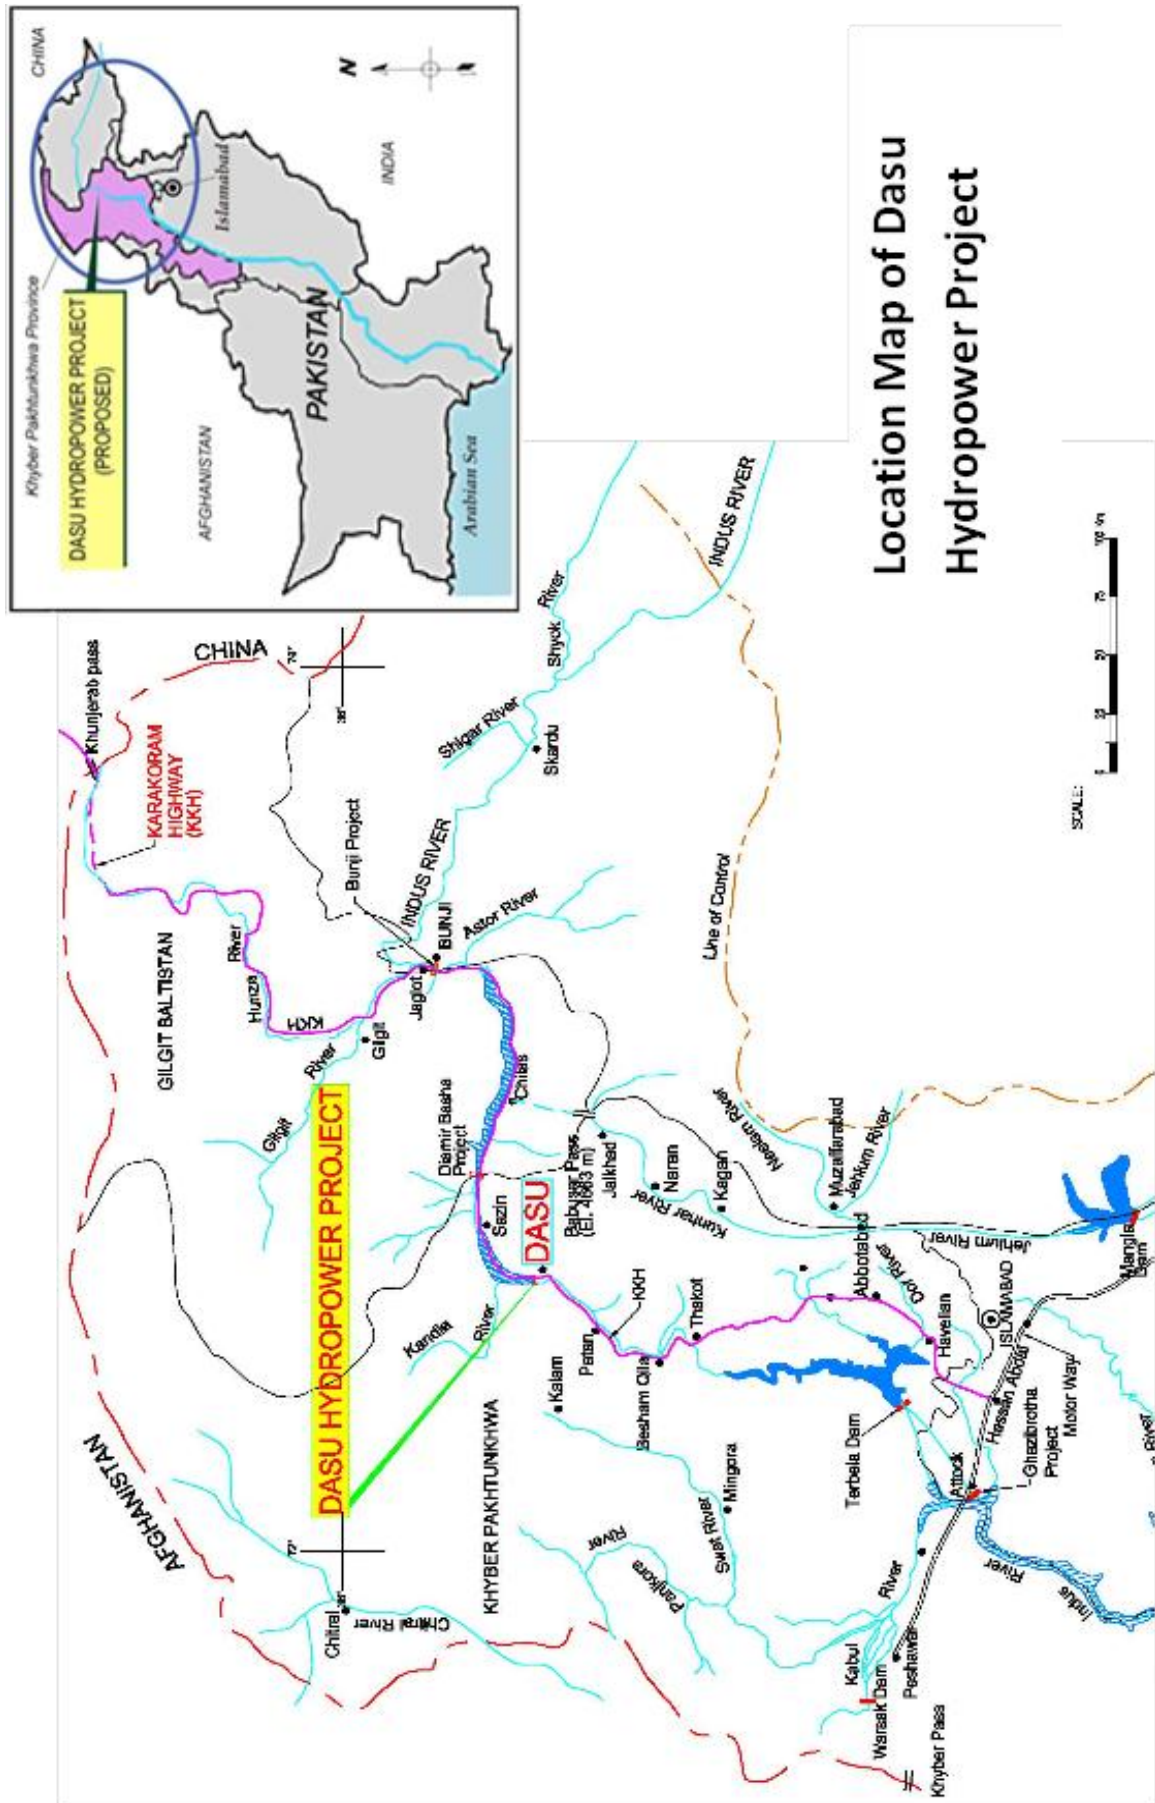 Location Map of Dasu
Hydropower Project
CHINA
Khyber Pakhtunkhwa Province
DASU HYDROPOWER PROJECT
(PROPOSED)
AFGHANISTAN
Islamabad
PAKISTAN
INDIA
N
Arabian Sea
Khunjerab pass
CHINA
KARAKORAM
HIGHWAY
(KKH)
GILGIT BALTISTAN
Hunza
River
KKH
Bunji Project
INDUS RIVER
Shigar River
Shyok
River
INDUS RIVER
Skardu
BUNJI
Astor River
Jaglot
Gilgit
Gilgit
River
AFGHANISTAN
DASU HYDROPOWER PROJECT
Diamir Basha
Project
Chilas
Sazin
DASU
Babusar Pass
Jalkhad
Naran
Kagan
Kunhar River
Neelam River
Line of Control
Muzaffarabad
Jehlum River
Jehlum River
Mangla
Dam
Kandia
River
Kalam
Patan
KKH
Besham Qila
Thakot
Abbotabad
Dor River
Havelian
ISLAMABAD
Hassan Abdal
Motor Way
Ghazibrotha
Project
Terbela Dam
Attock
Indus
River
KHYBER PAKHTUNKHWA
Chitral
Chitral River
72°
Swat River
Mingora
Panjkora
River
Kabul
River
Warsak Dam
Peshawar
Khyber Pass
SCALE: